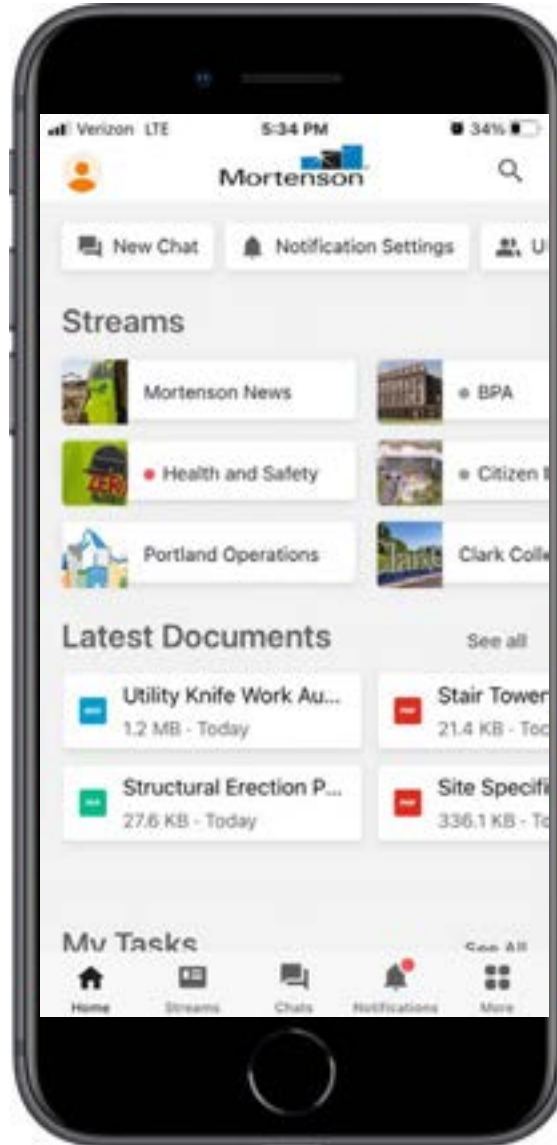 Verizon LTE 5:34 PM 34%
Mortenson
New Chat Notification Settings U
Streams
Mortenson News BPA
ZERO Health and Safety Citizen
Portland Operations Clark Colle
Latest Documents See all
Utility Knife Work Au... Stair Tower
1.2 MB - Today 21.4 KB - Toc
Structural Erection P... Site Specifi
27.6 KB - Today 336.1 KB - To
My Tasks See All
Home Streams Chats Notifications More